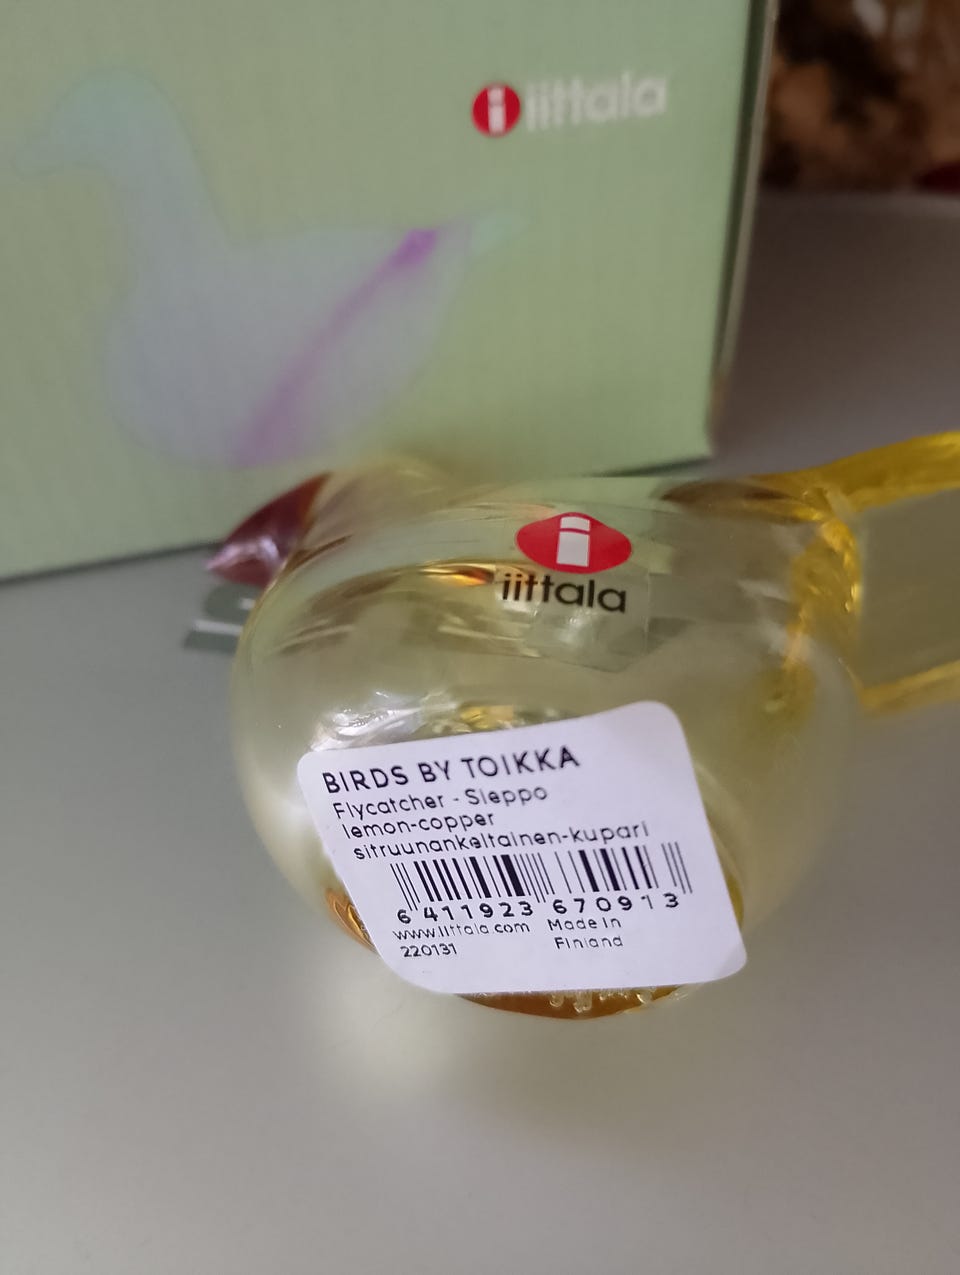 iittala
iittala
BIRDS BY TOIKKA
Flycatcher - Sieppo
lemon-copper
sitruunankeltainen-kupari
6 411923 670913
www.iittala.com Made in
220131 Finland